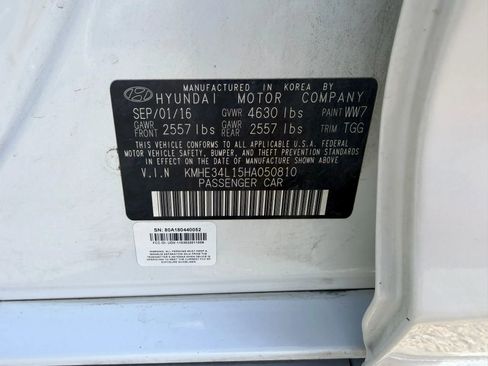 MANUFACTURED IN KOREA BY
HYUNDAI MOTOR COMPANY
SEP/01/16 GVWR 4630 lbs PAINT WW7
GAWR FRONT 2557 lbs GAWR REAR 2557 lbs TRIM TGG
THIS VEHICLE CONFORMS TO ALL APPLICABLE U.S.A. FEDERAL
MOTOR VEHICLE SAFETY, BUMPER, AND THEFT PREVENTION
STANDARDS IN EFFECT ON THE DATE OF MANUFACTURE SHOWN ABOVE.
V.I.N KMHE34L15HA050810
PASSENGER CAR
SN: 80A180440052